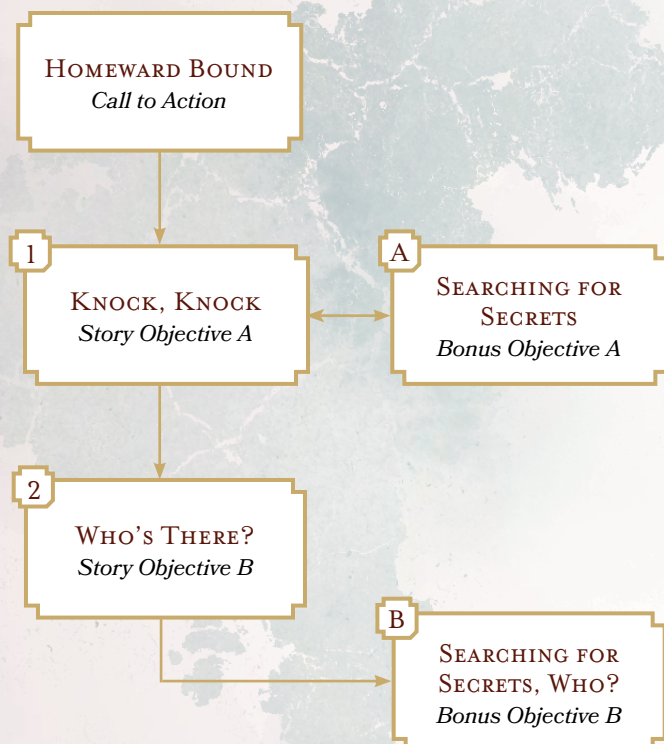 Homeward Bound
Call to Action
1
Knock, Knock
Story Objective A
A
Searching for
Secrets
Bonus Objective A
2
Who's There?
Story Objective B
B
Searching for
Secrets, Who?
Bonus Objective B